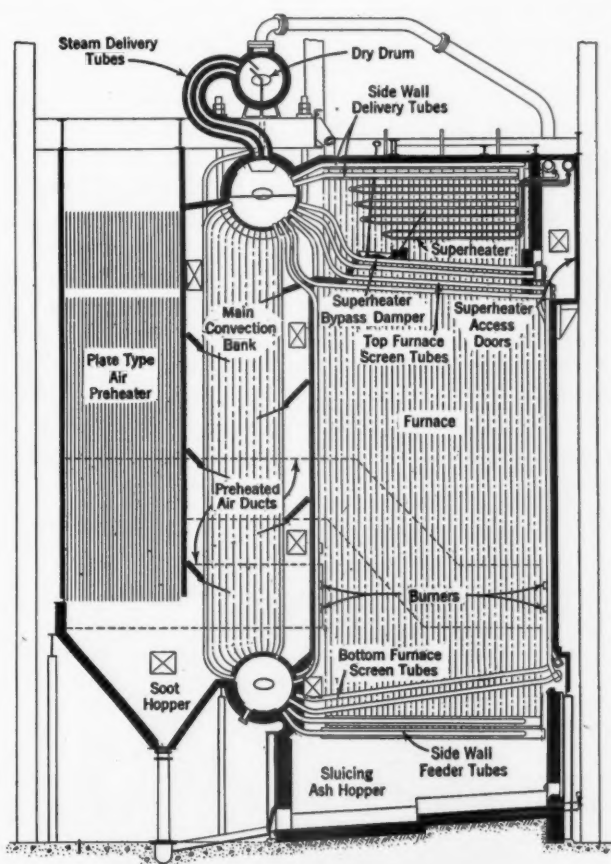 Steam Delivery
Tubes
Dry Drum
Side Wall
Delivery Tubes
Superheater
Superheater
Bypass Damper
Superheater
Access
Doors
Top Furnace
Screen Tubes
Main
Convection
Bank
Plate Type
Air
Preheater
Furnace
Preheated
Air Ducts
Burners
Bottom Furnace
Screen Tubes
Soot
Hopper
Side Wall
Feeder Tubes
Sluicing
Ash Hopper